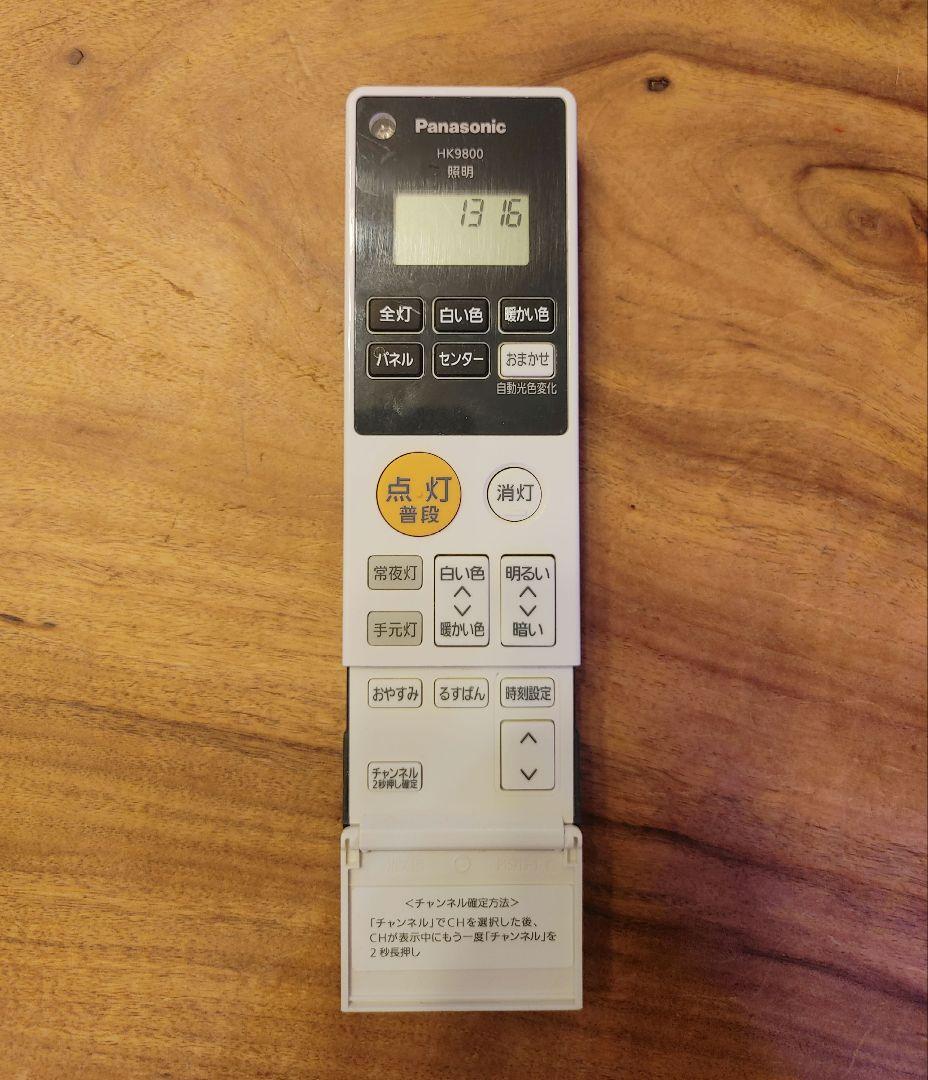 Panasonic
HK9800
照明
13 16
全灯 白い色 暖かい色
パネル センター おまかせ
自動光色変化
点灯 消灯
普段
常夜灯 白い色 明るい
手元灯 暖かい色 暗い
おやすみ るすばん 時刻設定
チャンネル
2秒押し確定
<チャンネル確定方法>
「チャンネル」でCHを選択した後、
CHが表示中にもう一度「チャンネル」を
2秒長押し